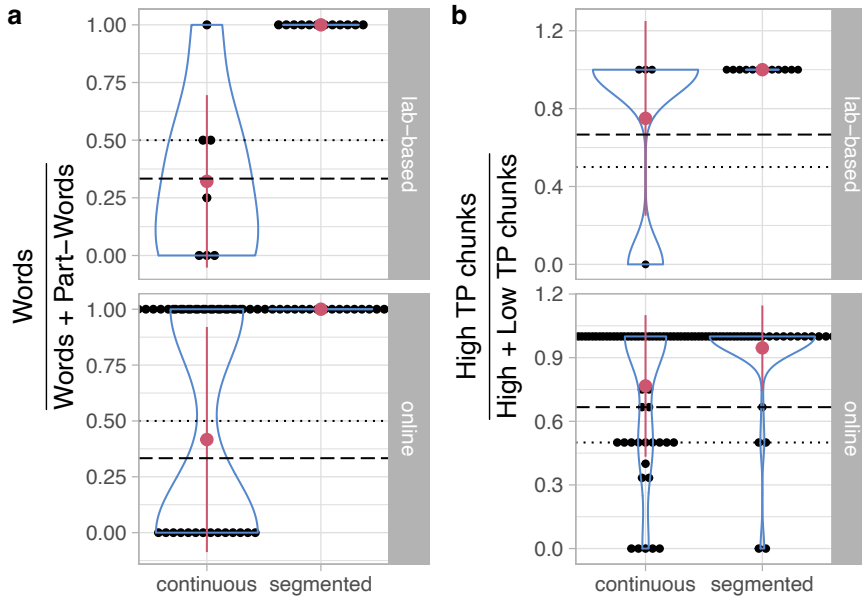 a
Words
Words + Part−Words
1.00
0.75
0.50
0.25
0.00
lab−based
1.00
0.75
0.50
0.25
0.00
online
continuous segmented
b
High TP chunks
High + Low TP chunks
1.2
0.8
0.4
0.0
lab−based
1.2
0.9
0.6
0.3
0.0
online
continuous segmented